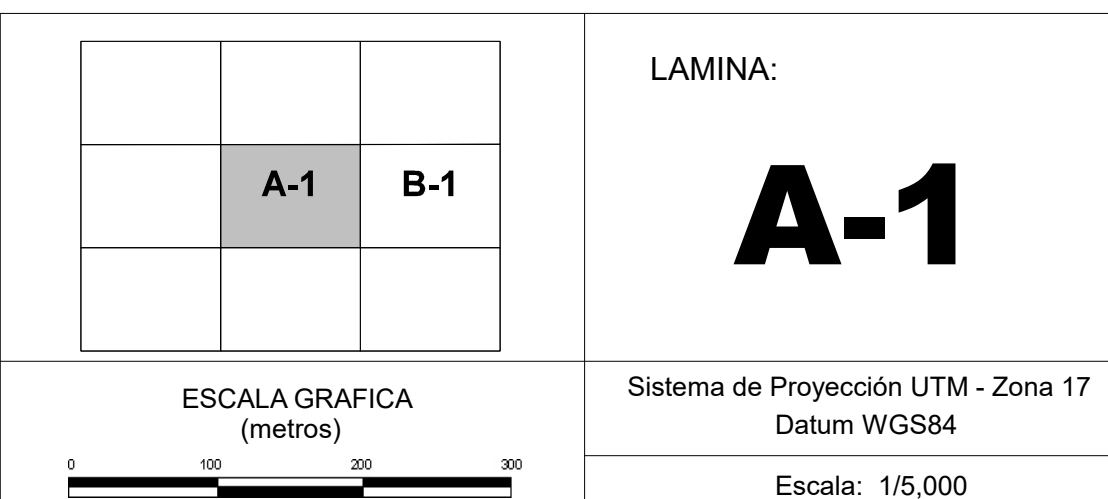 A-1 B-1
LAMINA:
A-1
ESCALA GRAFICA
(metros)
0 100 200 300
Sistema de Proyección UTM - Zona 17
Datum WGS84
Escala: 1/5,000